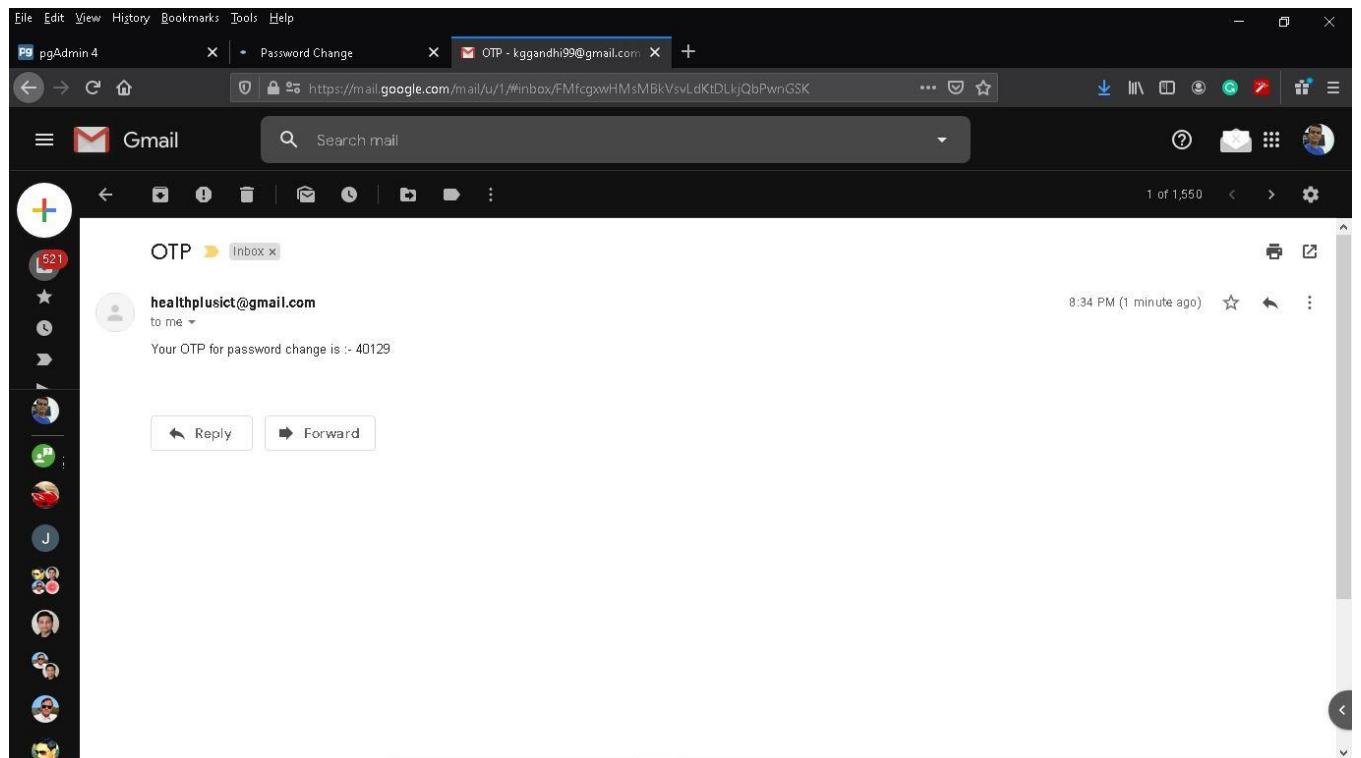 File Edit View History Bookmarks Tools Help
Pg pgAdmin 4 Password Change OTP - kggandhi99@gmail.com
https://mail.google.com/mail/u/1/#inbox/FMfcgxwHMsMBkVsvLdKtDLkjQbPwnGSK
Gmail Search mail
1 of 1,550
OTP Inbox x
521
healthplusict@gmail.com 8:34 PM (1 minute ago)
to me
Your OTP for password change is :- 40129
Reply Forward
J